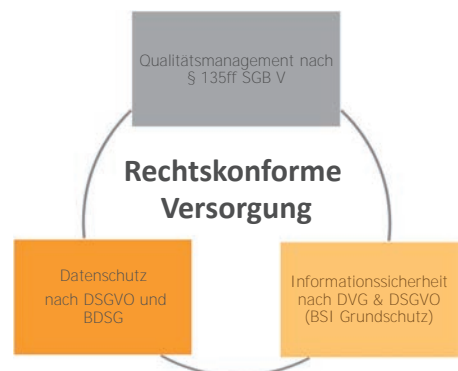 Qualitätsmanagement nach
§ 135ff SGB V
Rechtskonforme
Versorgung
Datenschutz
nach DSGVO und
BDSG
Informationssicherheit
nach DVG & DSGVO
(BSI Grundschutz)